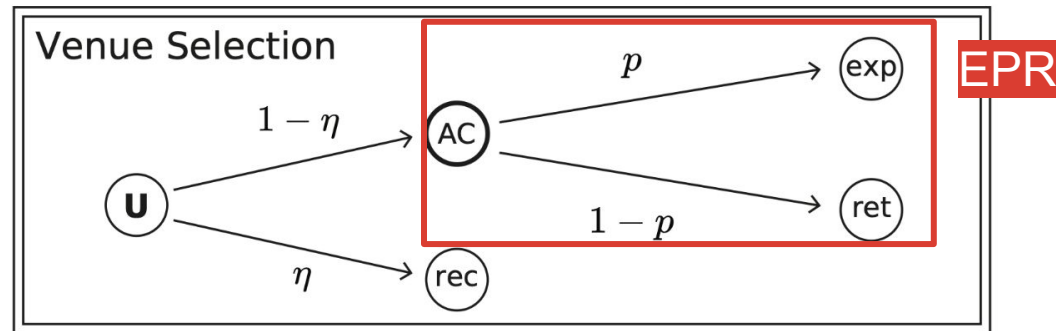 Venue Selection
EPR
p
exp
1 − η
AC
U
1 − p
ret
η
rec